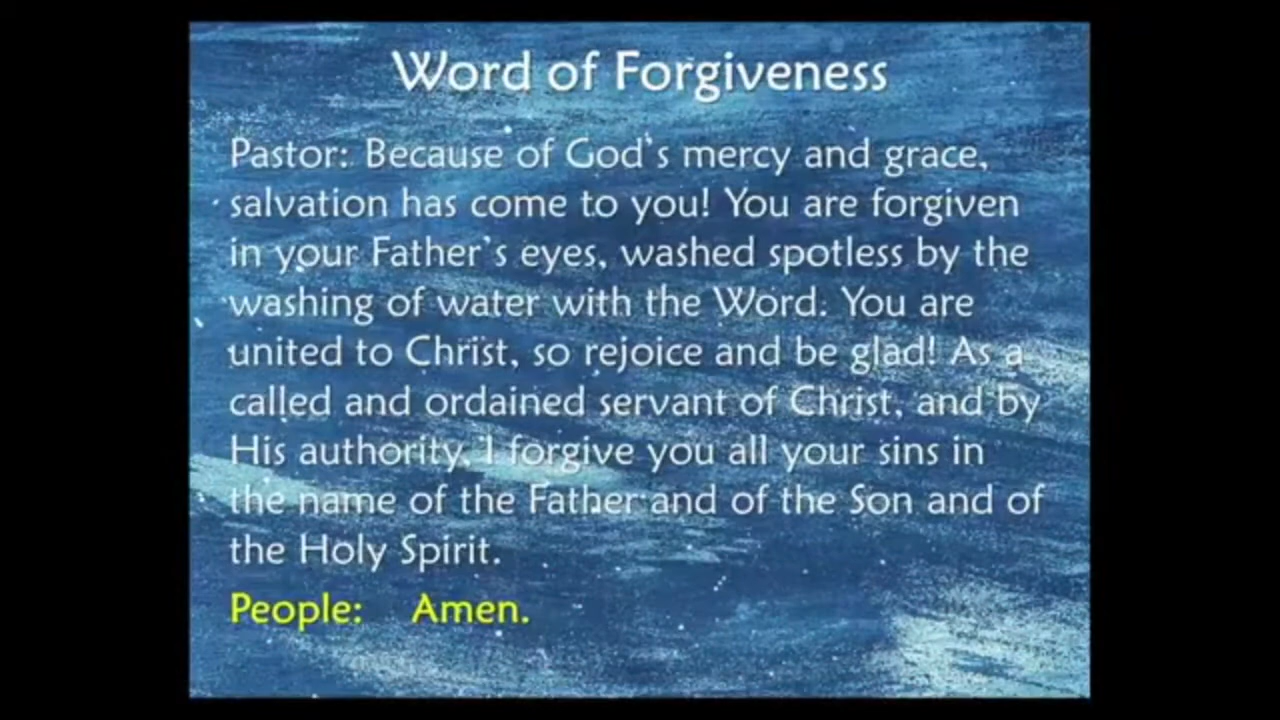 Word of Forgiveness
Pastor: Because of God's mercy and grace,
salvation has come to you! You are forgiven
in your Father's eyes, washed spotless by the
washing of water with the Word. You are
united to Christ, so rejoice and be glad! As a
called and ordained servant of Christ, and by
His authority, I forgive you all your sins in
the name of the Father and of the Son and of
the Holy Spirit.
People: Amen.